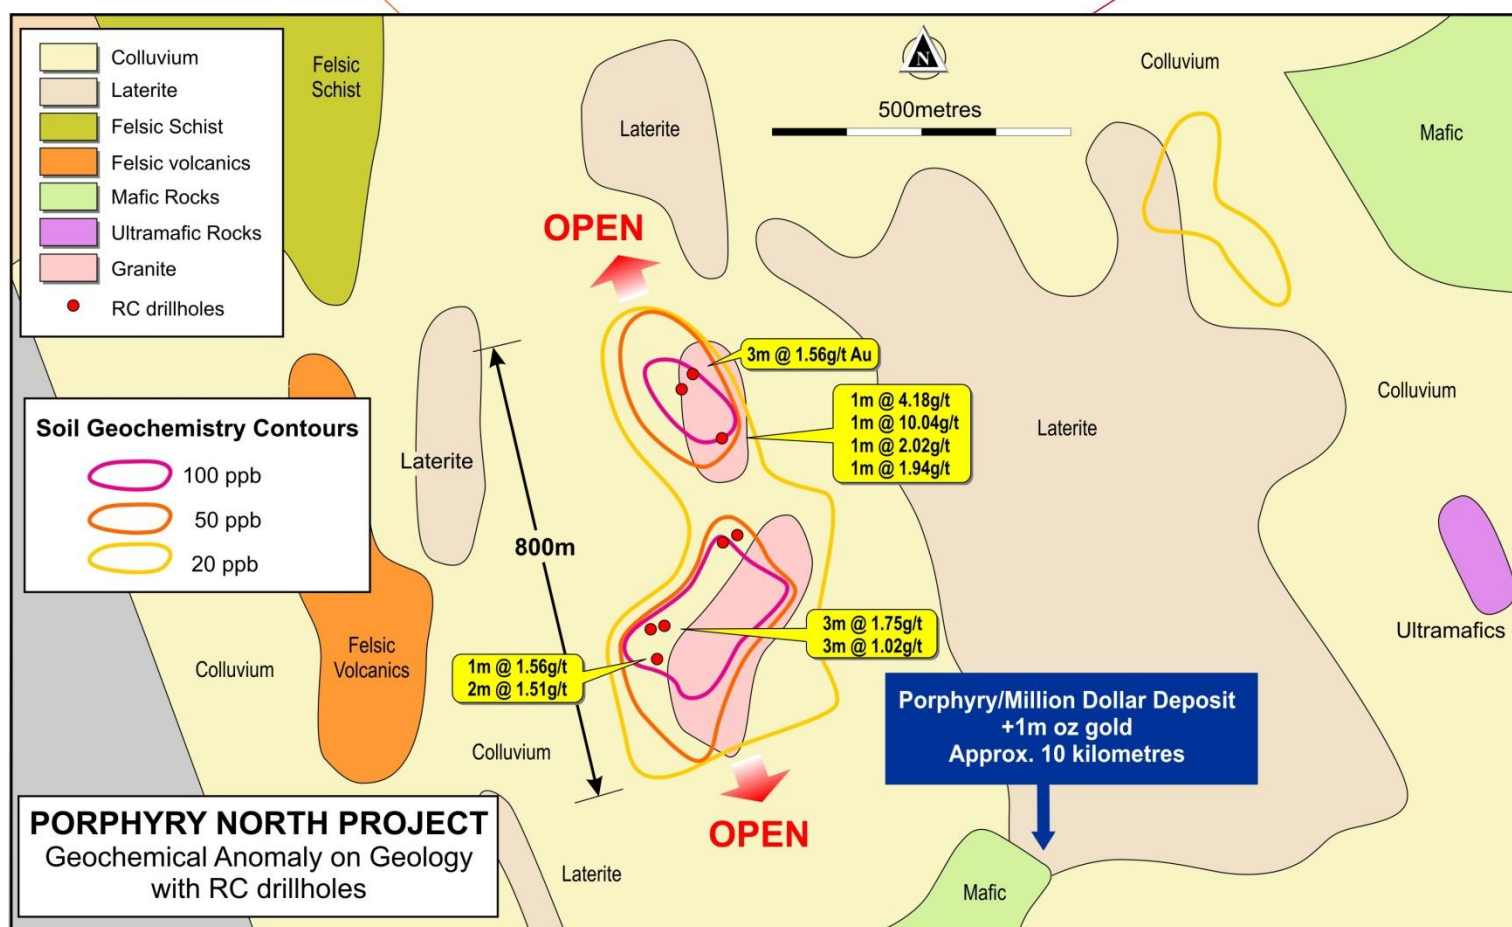 Colluvium
Laterite
Felsic Schist
Felsic volcanics
Mafic Rocks
Ultramafic Rocks
Granite
RC drillholes
Felsic
Schist
Laterite
N
500metres
Colluvium
Mafic
OPEN
3m @ 1.56g/t Au
1m @ 4.18g/t
1m @ 10.04g/t
1m @ 2.02g/t
1m @ 1.94g/t
Colluvium
Laterite
Soil Geochemistry Contours
100 ppb
50 ppb
20 ppb
Laterite
800m
Felsic
Volcanics
Colluvium
1m @ 1.56g/t
2m @ 1.51g/t
3m @ 1.75g/t
3m @ 1.02g/t
Ultramafics
Porphyry/Million Dollar Deposit
+1m oz gold
Approx. 10 kilometres
Colluvium
OPEN
PORPHYRY NORTH PROJECT
Geochemical Anomaly on Geology
with RC drillholes
Laterite
Mafic